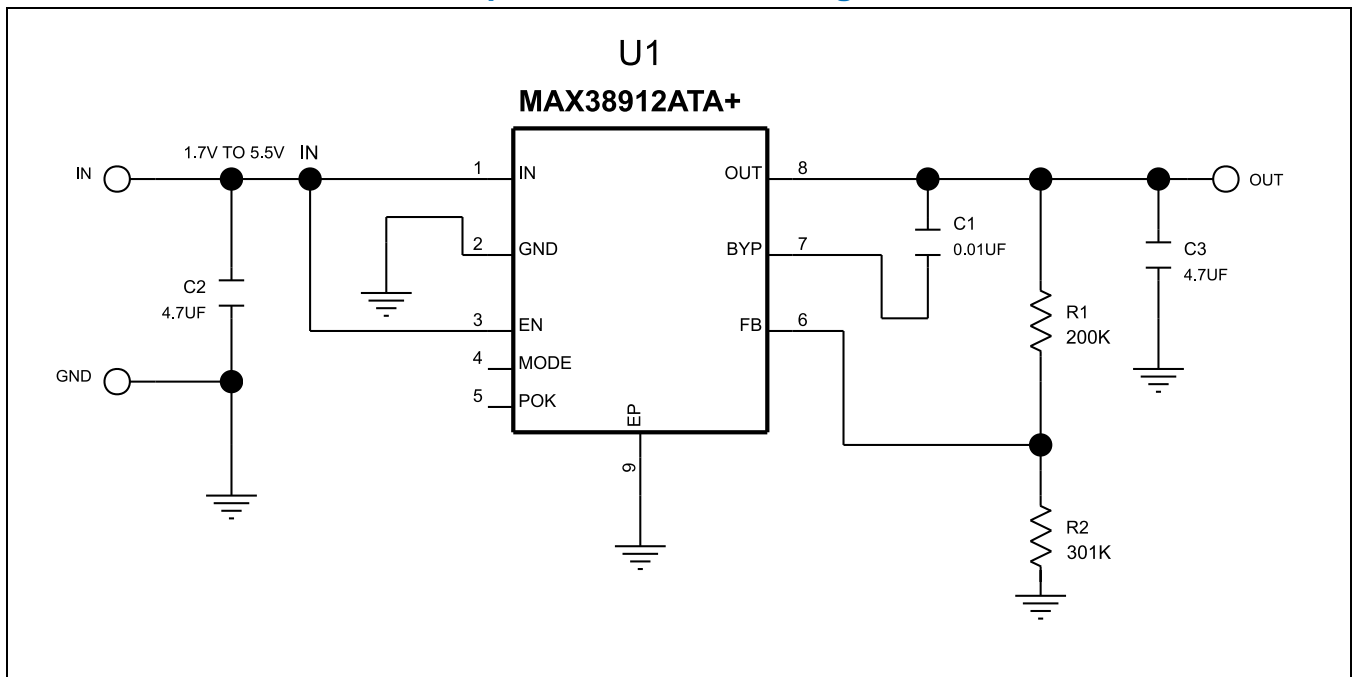 U1
MAX38912ATA+
1.7V TO 5.5V IN
IN
1 IN
OUT 8
OUT
2 GND
BYP 7
C1
0.01UF
C3
4.7UF
C2
4.7UF
3 EN
FB 6
R1
200K
4 MODE
GND
5 POK
EP
9
R2
301K